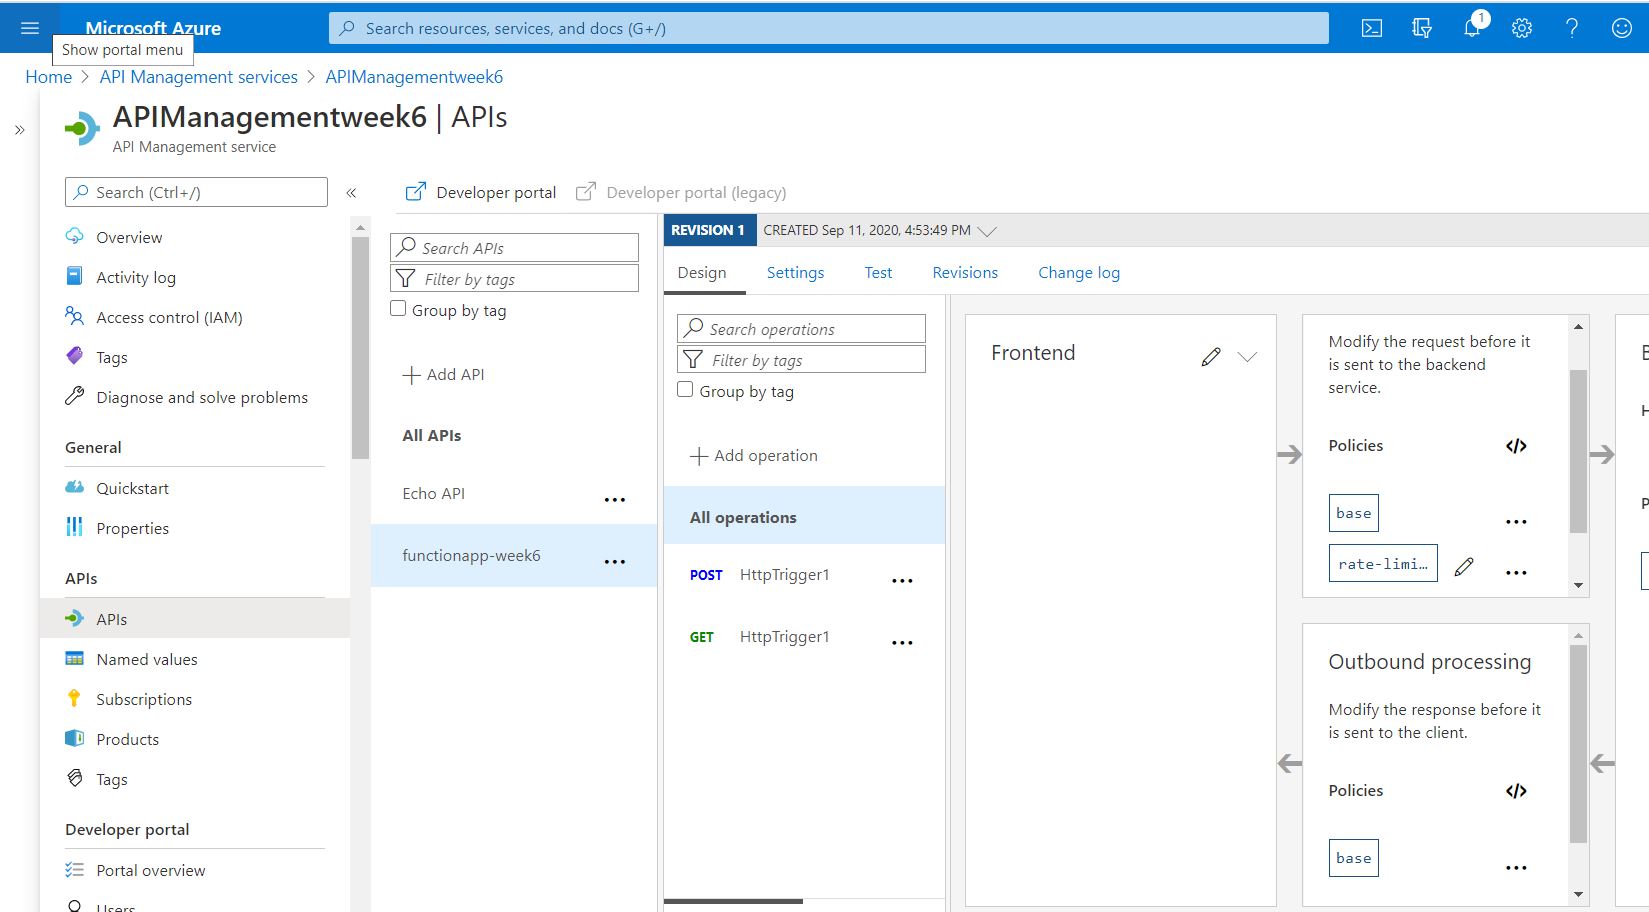 Microsoft Azure
Search resources, services, and docs (G+/)
1
Show portal menu
Home > API Management services > APIManagementweek6
APIManagementweek6 | APIs
API Management service
Search (Ctrl+/)
Overview
Activity log
Access control (IAM)
Tags
Diagnose and solve problems
General
Quickstart
Properties
APIs
APIs
Named values
Subscriptions
Products
Tags
Developer portal
Portal overview
Users
Developer portal
Developer portal (legacy)
Search APIs
Filter by tags
Group by tag
Add API
All APIs
Echo API
functionapp-week6
REVISION 1 CREATED Sep 11, 2020, 4:53:49 PM
Design Settings Test Revisions Change log
Search operations
Filter by tags
Group by tag
Add operation
All operations
POST HttpTrigger1
GET HttpTrigger1
Frontend
Modify the request before it
is sent to the backend
service.
Policies
base
rate-limi...
Outbound processing
Modify the response before it
is sent to the client.
Policies
base